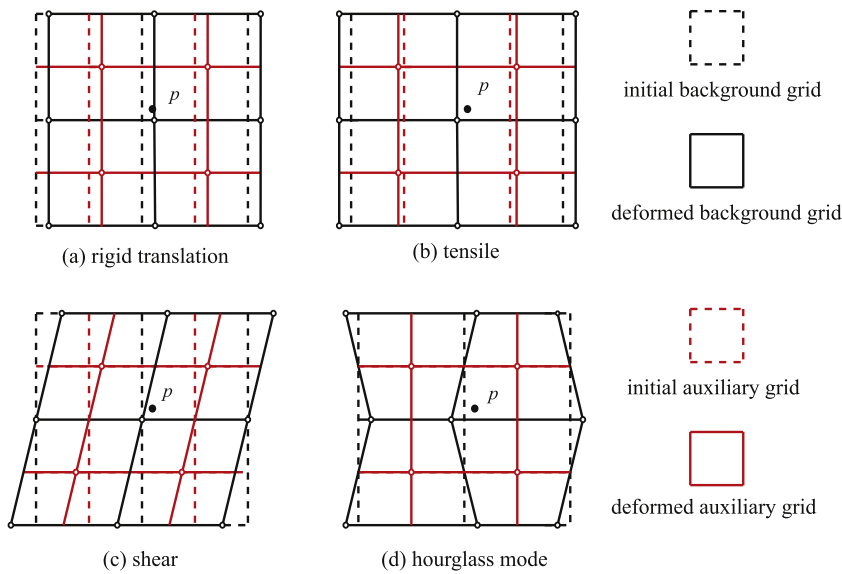 p
p
initial background grid
deformed background grid
(a) rigid translation
(b) tensile
p
p
initial auxiliary grid
deformed auxiliary grid
(c) shear
(d) hourglass mode